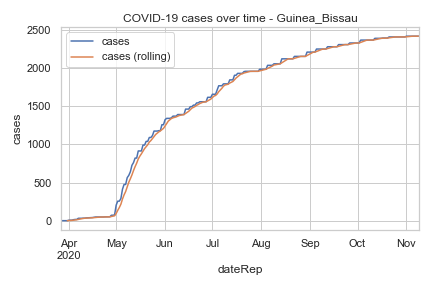 COVID-19 cases over time - Guinea_Bissau
cases
cases (rolling)
2500
2000
1500
1000
500
0
cases
Apr May Jun Jul Aug Sep Oct Nov
2020
dateRep